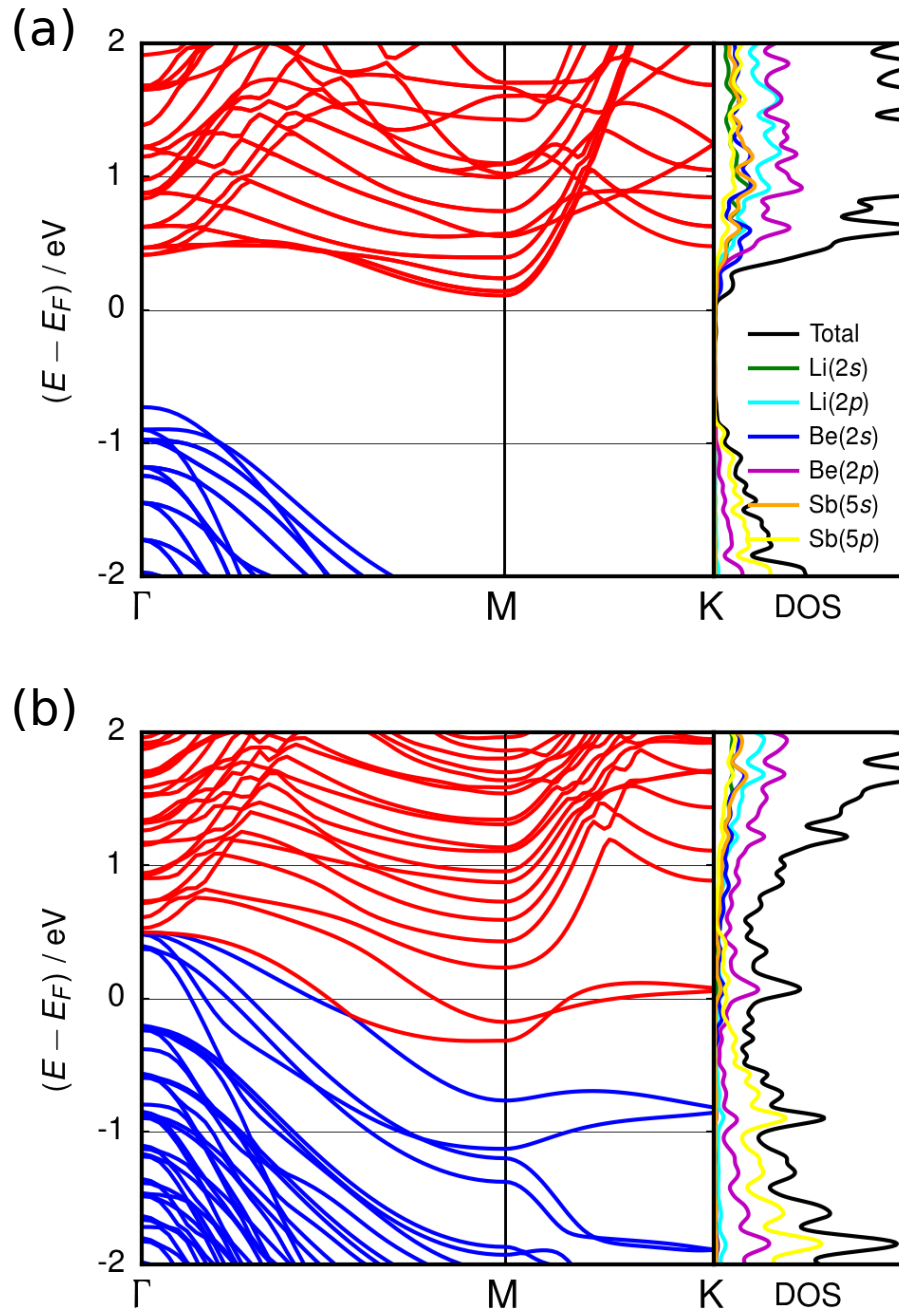 (a)
2
1
0
-1
-2
(E − E_F) / eV
Γ M K DOS
Total
Li(2s)
Li(2p)
Be(2s)
Be(2p)
Sb(5s)
Sb(5p)
(b)
2
1
0
-1
-2
(E − E_F) / eV
Γ M K DOS